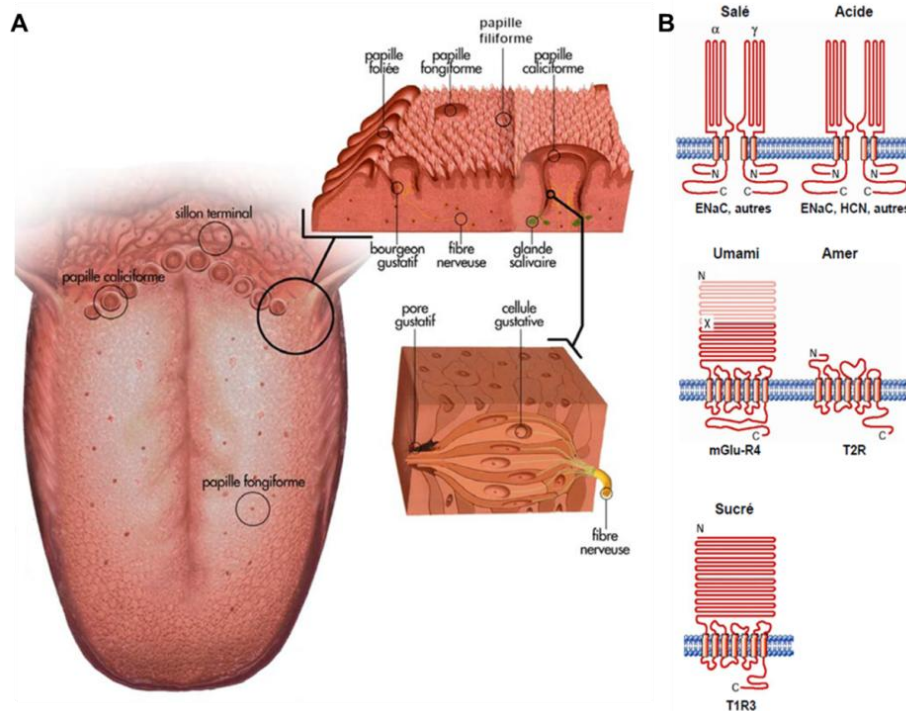 A
papille
foliée
papille
fongiforme
papille
filiforme
papille
caliciforme
sillon terminal
papille caliciforme
bourgeon
gustatif
fibre
nerveuse
glande
salivaire
pore
gustatif
cellule
gustative
papille fongiforme
fibre
nerveuse
B
Salé
Acide
α
γ
N
N
C
C
N
N
C
C
ENaC, autres
ENaC, HCN, autres
Umami
Amer
N
χ
N
C
C
mGlu-R4
T2R
Sucré
N
C
T1R3